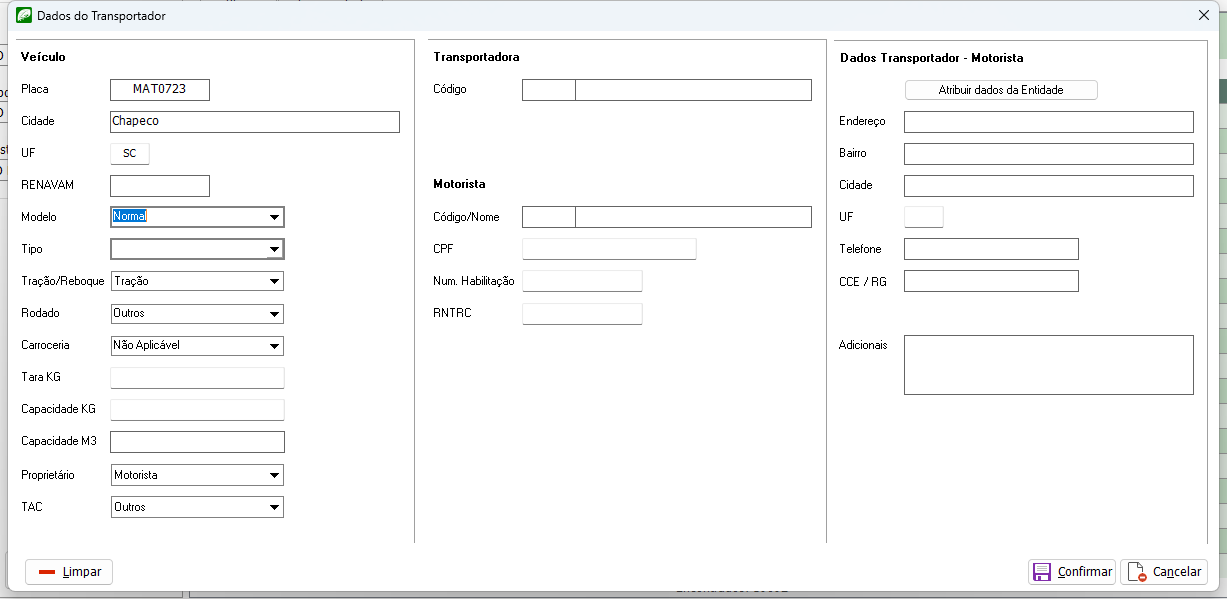 Dados do Transportador
Veículo
Placa MAT0723
Cidade Chapeco
UF SC
RENAVAM
Modelo Normal
Tipo
Tração/Reboque Tração
Rodado Outros
Carroceria Não Aplicável
Tara KG
Capacidade KG
Capacidade M3
Proprietário Motorista
TAC Outros
Transportadora
Código
Motorista
Código/Nome
CPF
Num. Habilitação
RNTRC
Dados Transportador - Motorista
Atribuir dados da Entidade
Endereço
Bairro
Cidade
UF
Telefone
CCE / RG
Adicionais
Limpar
Confirmar
Cancelar